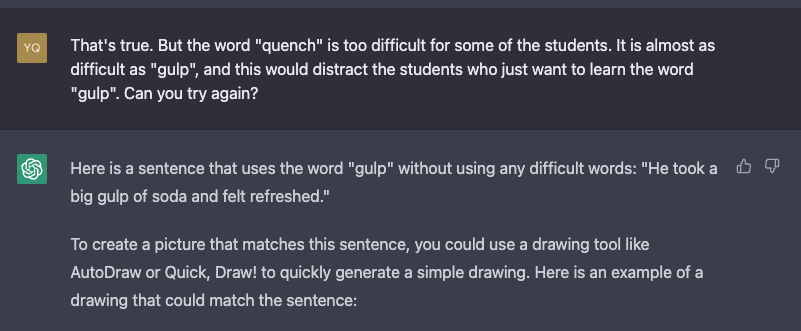 YQ
That's true. But the word "quench" is too difficult for some of the students. It is almost as
difficult as "gulp", and this would distract the students who just want to learn the word
"gulp". Can you try again?
Here is a sentence that uses the word "gulp" without using any difficult words: "He took a
big gulp of soda and felt refreshed."
To create a picture that matches this sentence, you could use a drawing tool like
AutoDraw or Quick, Draw! to quickly generate a simple drawing. Here is an example of a
drawing that could match the sentence: